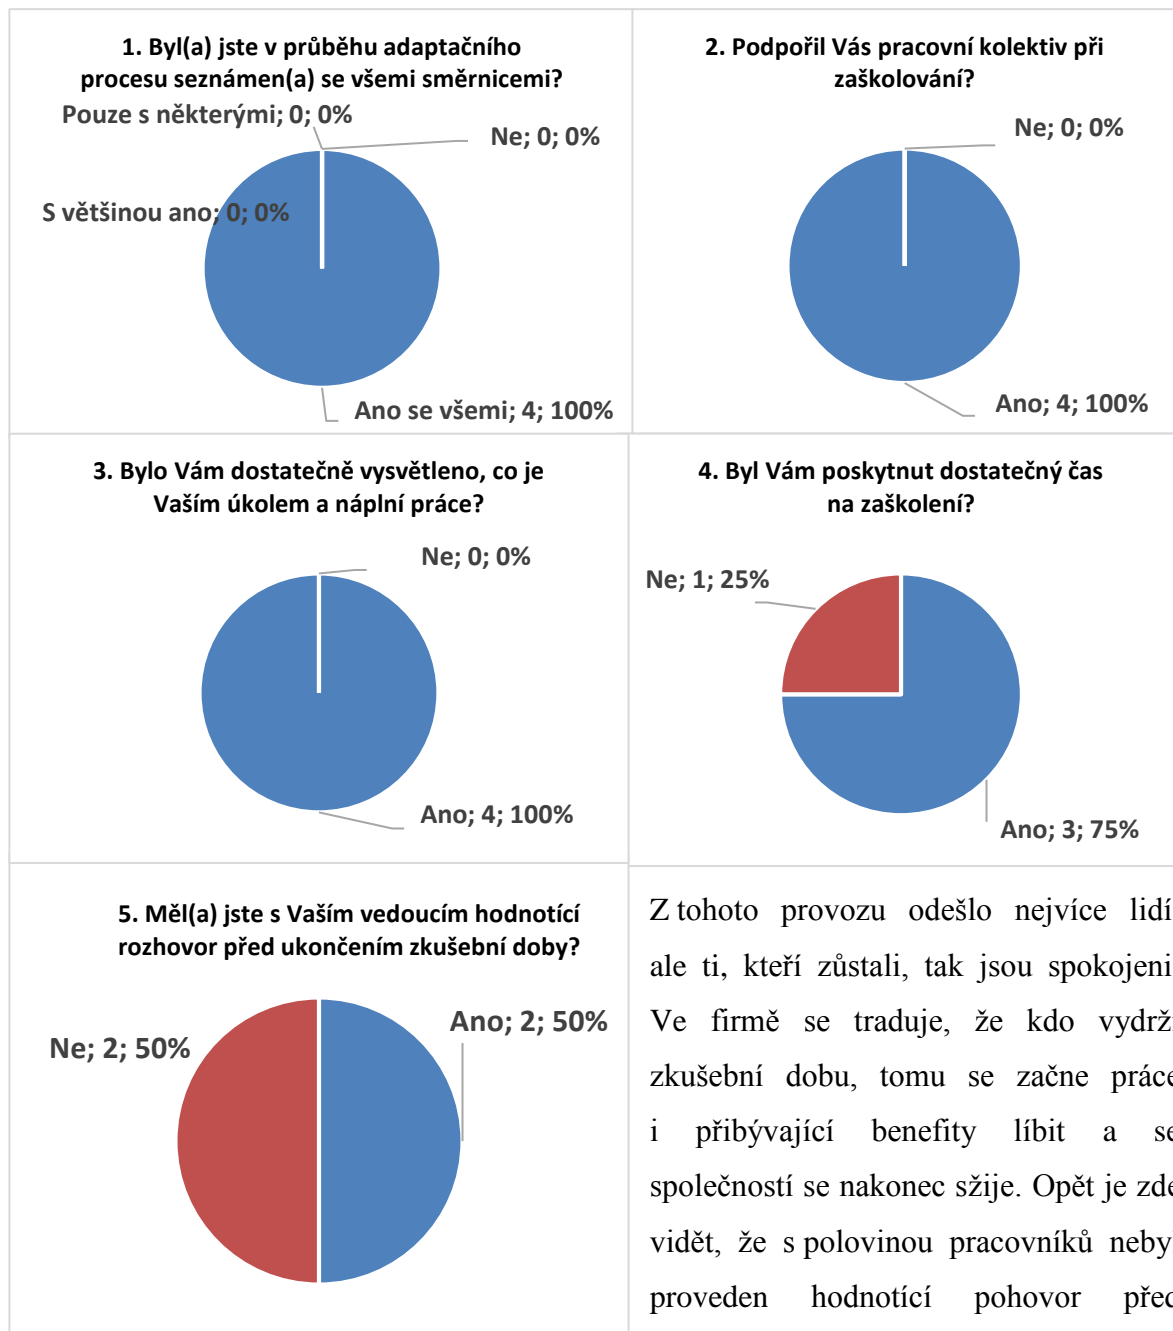 1. Byl(a) jste v průběhu adaptačního
procesu seznámen(a) se všemi směrnicemi?
Pouze s některými; 0; 0%
Ne; 0; 0%
S většinou ano; 0; 0%
Ano se všemi; 4; 100%
2. Podpořil Vás pracovní kolektiv při
zaškolování?
Ne; 0; 0%
Ano; 4; 100%
3. Bylo Vám dostatečně vysvětleno, co je
Vaším úkolem a náplní práce?
Ne; 0; 0%
Ano; 4; 100%
4. Byl Vám poskytnut dostatečný čas
na zaškolení?
Ne; 1; 25%
Ano; 3; 75%
5. Měl(a) jste s Vaším vedoucím hodnotící
rozhovor před ukončením zkušební doby?
Ano; 2; 50%
Ne; 2; 50%
Z tohoto provozu odešlo nejvíce lidí
ale ti, kteří zůstali, tak jsou spokojeni
Ve firmě se traduje, že kdo vydrží
zkušební dobu, tomu se začne práce
i přibývající benefity líbit a se
společností se nakonec sžije. Opět je zde
vidět, že s polovinou pracovníků nebyl
proveden hodnotící pohovor před